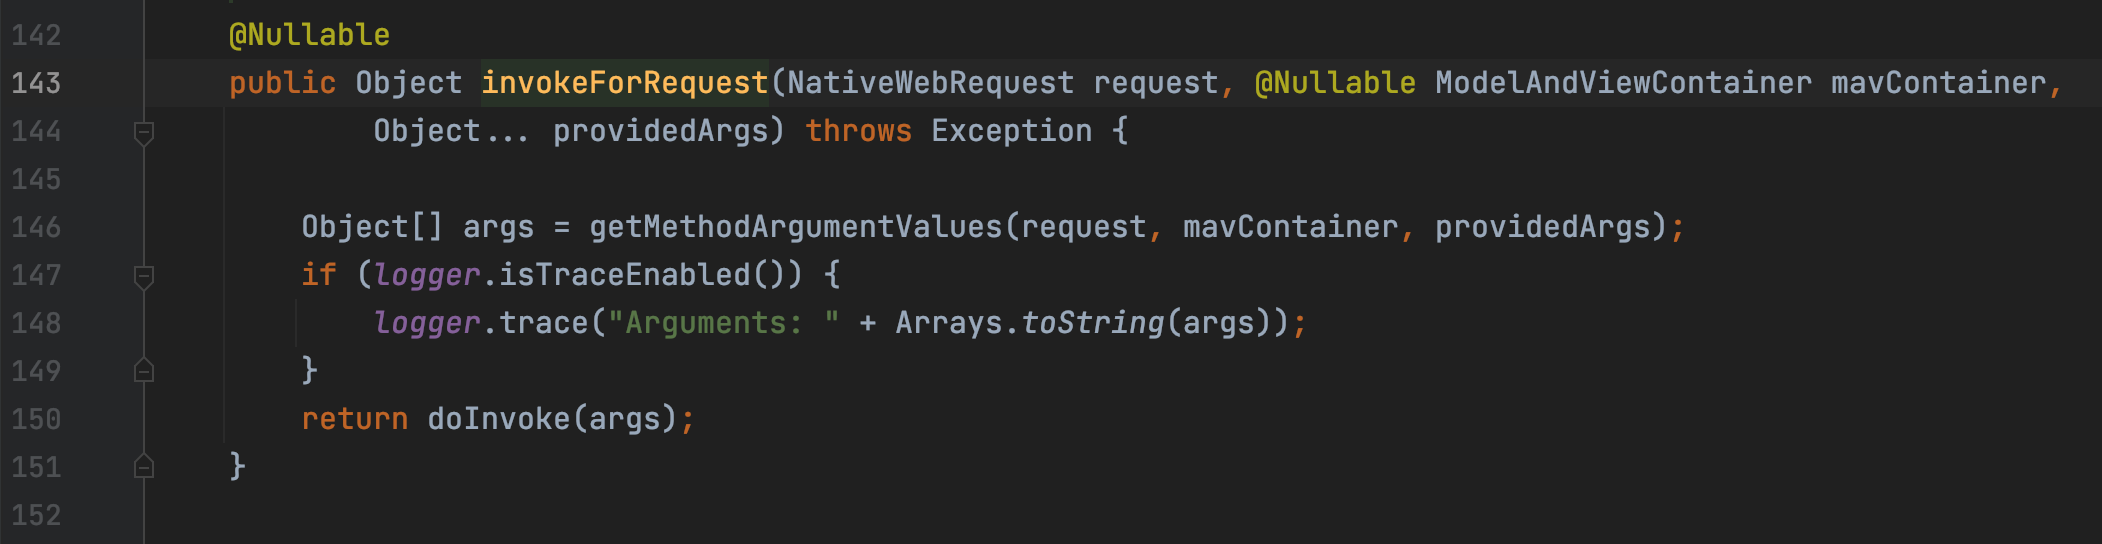 142 @Nullable
143 public Object invokeForRequest(NativeWebRequest request, @Nullable ModelAndViewContainer mavContainer,
144 Object... providedArgs) throws Exception {
145
146 Object[] args = getMethodArgumentValues(request, mavContainer, providedArgs);
147 if (logger.isTraceEnabled()) {
148 logger.trace("Arguments: " + Arrays.toString(args));
149 }
150 return doInvoke(args);
151 }
152